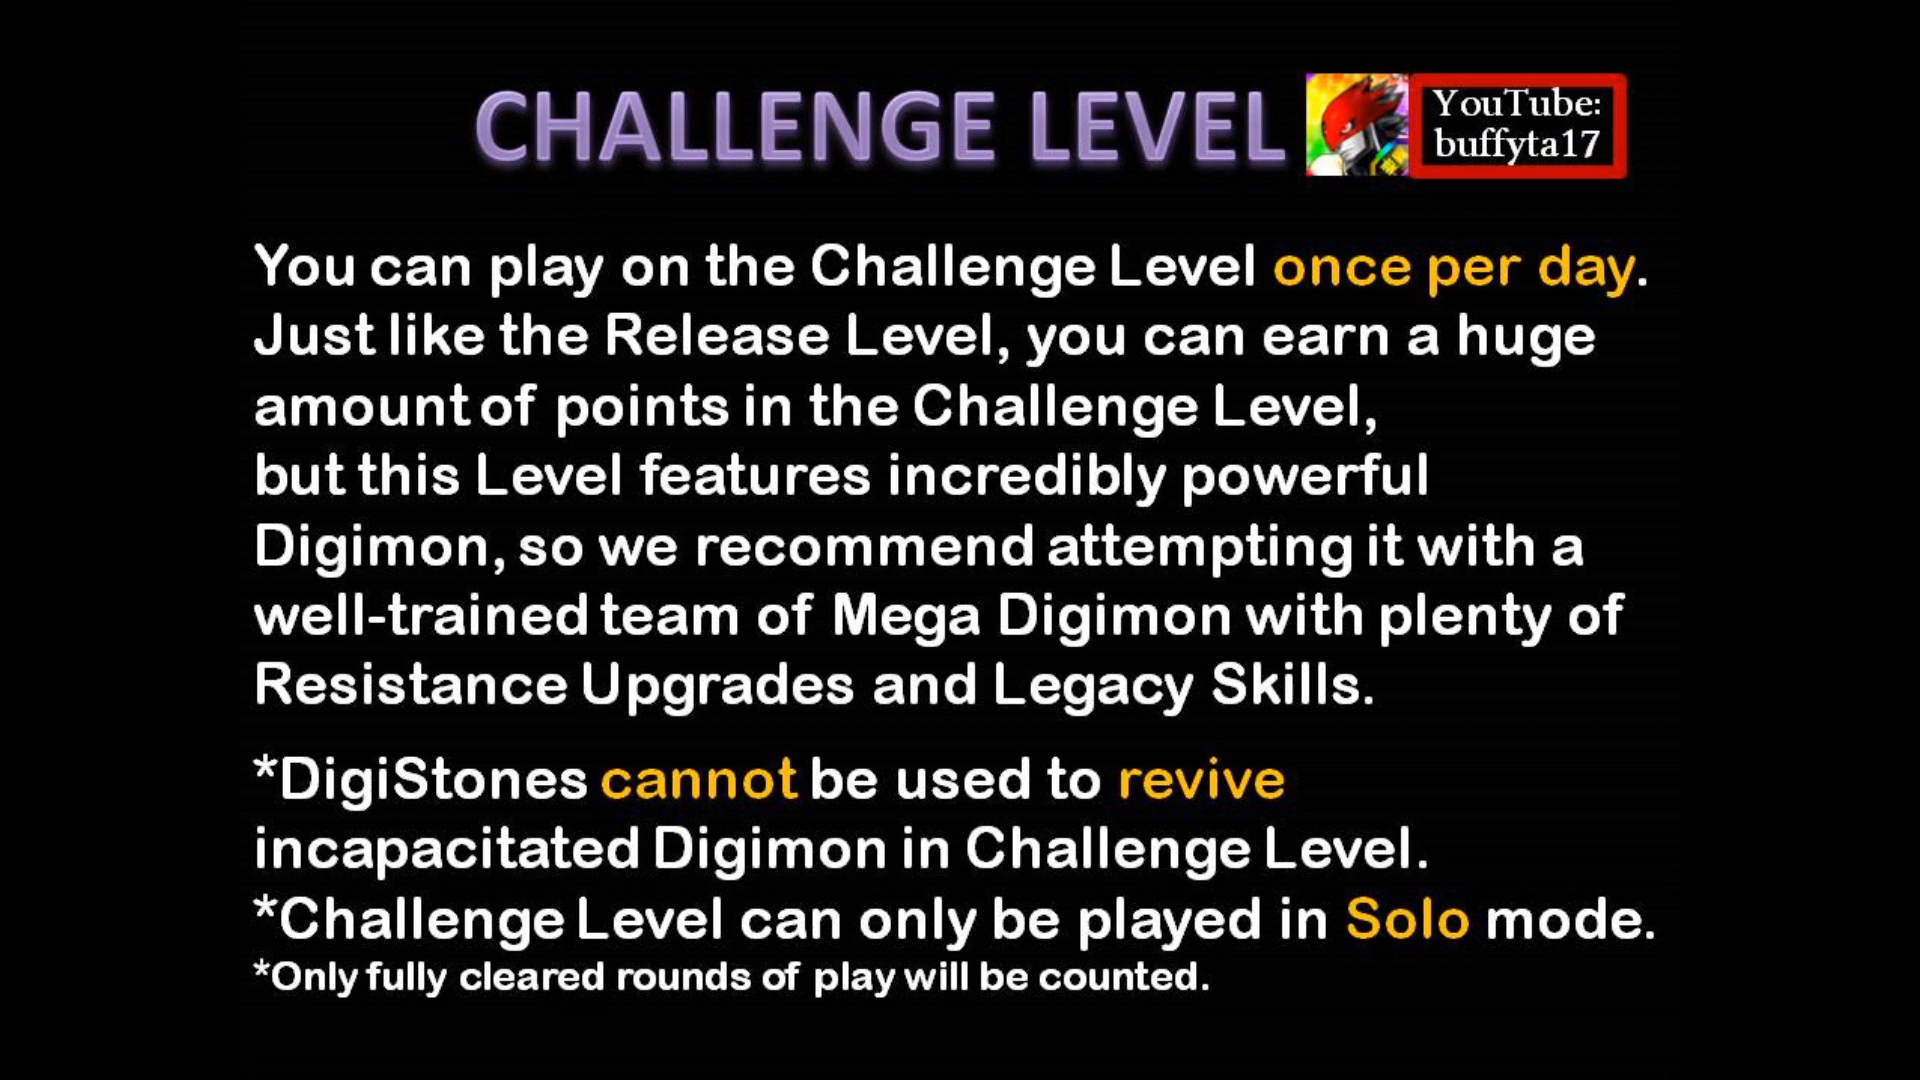 CHALLENGE LEVEL
YouTube:
buffyta17
You can play on the Challenge Level once per day.
Just like the Release Level, you can earn a huge
amount of points in the Challenge Level,
but this Level features incredibly powerful
Digimon, so we recommend attempting it with a
well-trained team of Mega Digimon with plenty of
Resistance Upgrades and Legacy Skills.
*DigiStones cannot be used to revive
incapacitated Digimon in Challenge Level.
*Challenge Level can only be played in Solo mode.
*Only fully cleared rounds of play will be counted.